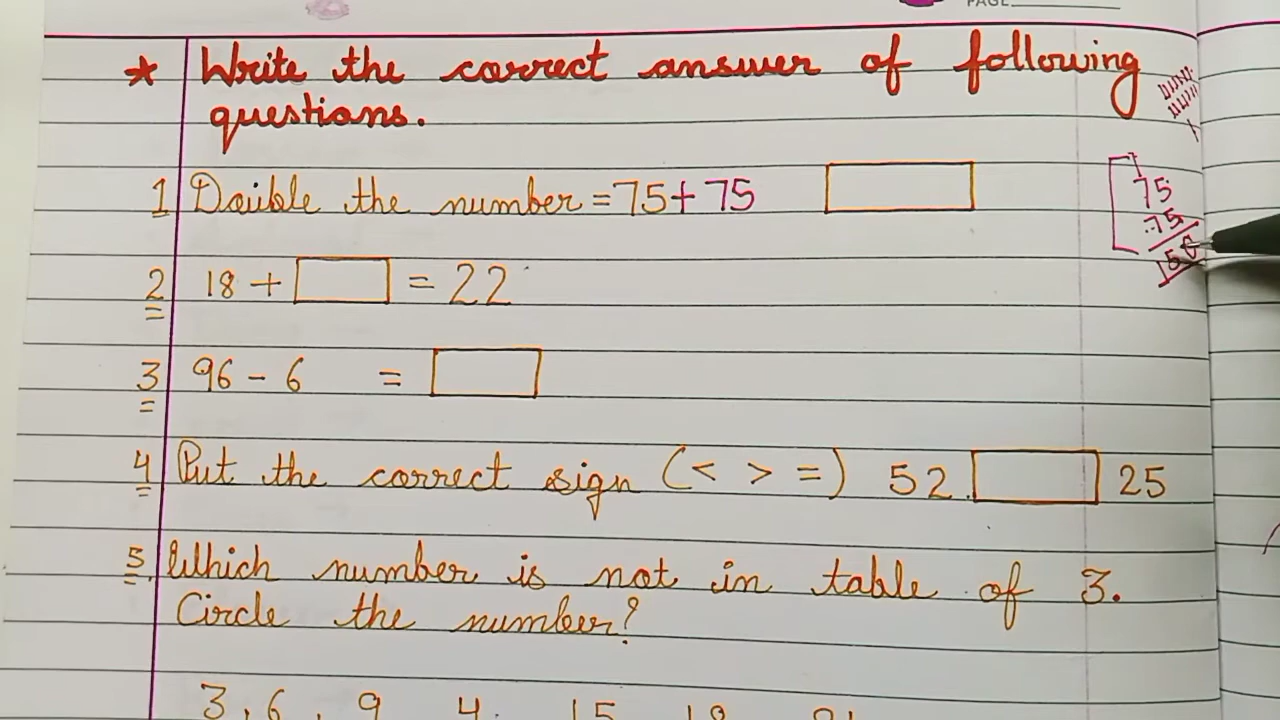 PAGE
* Write the correct answer of following
questions.
1 Double the number = 75 + 75
2 18 + = 22
3 96 - 6 =
4 Put the correct sign ( < > = ) 52 25
5. Which number is not in table of 3.
Circle the number?
3, 6, 9 4 15
1
75
75
150